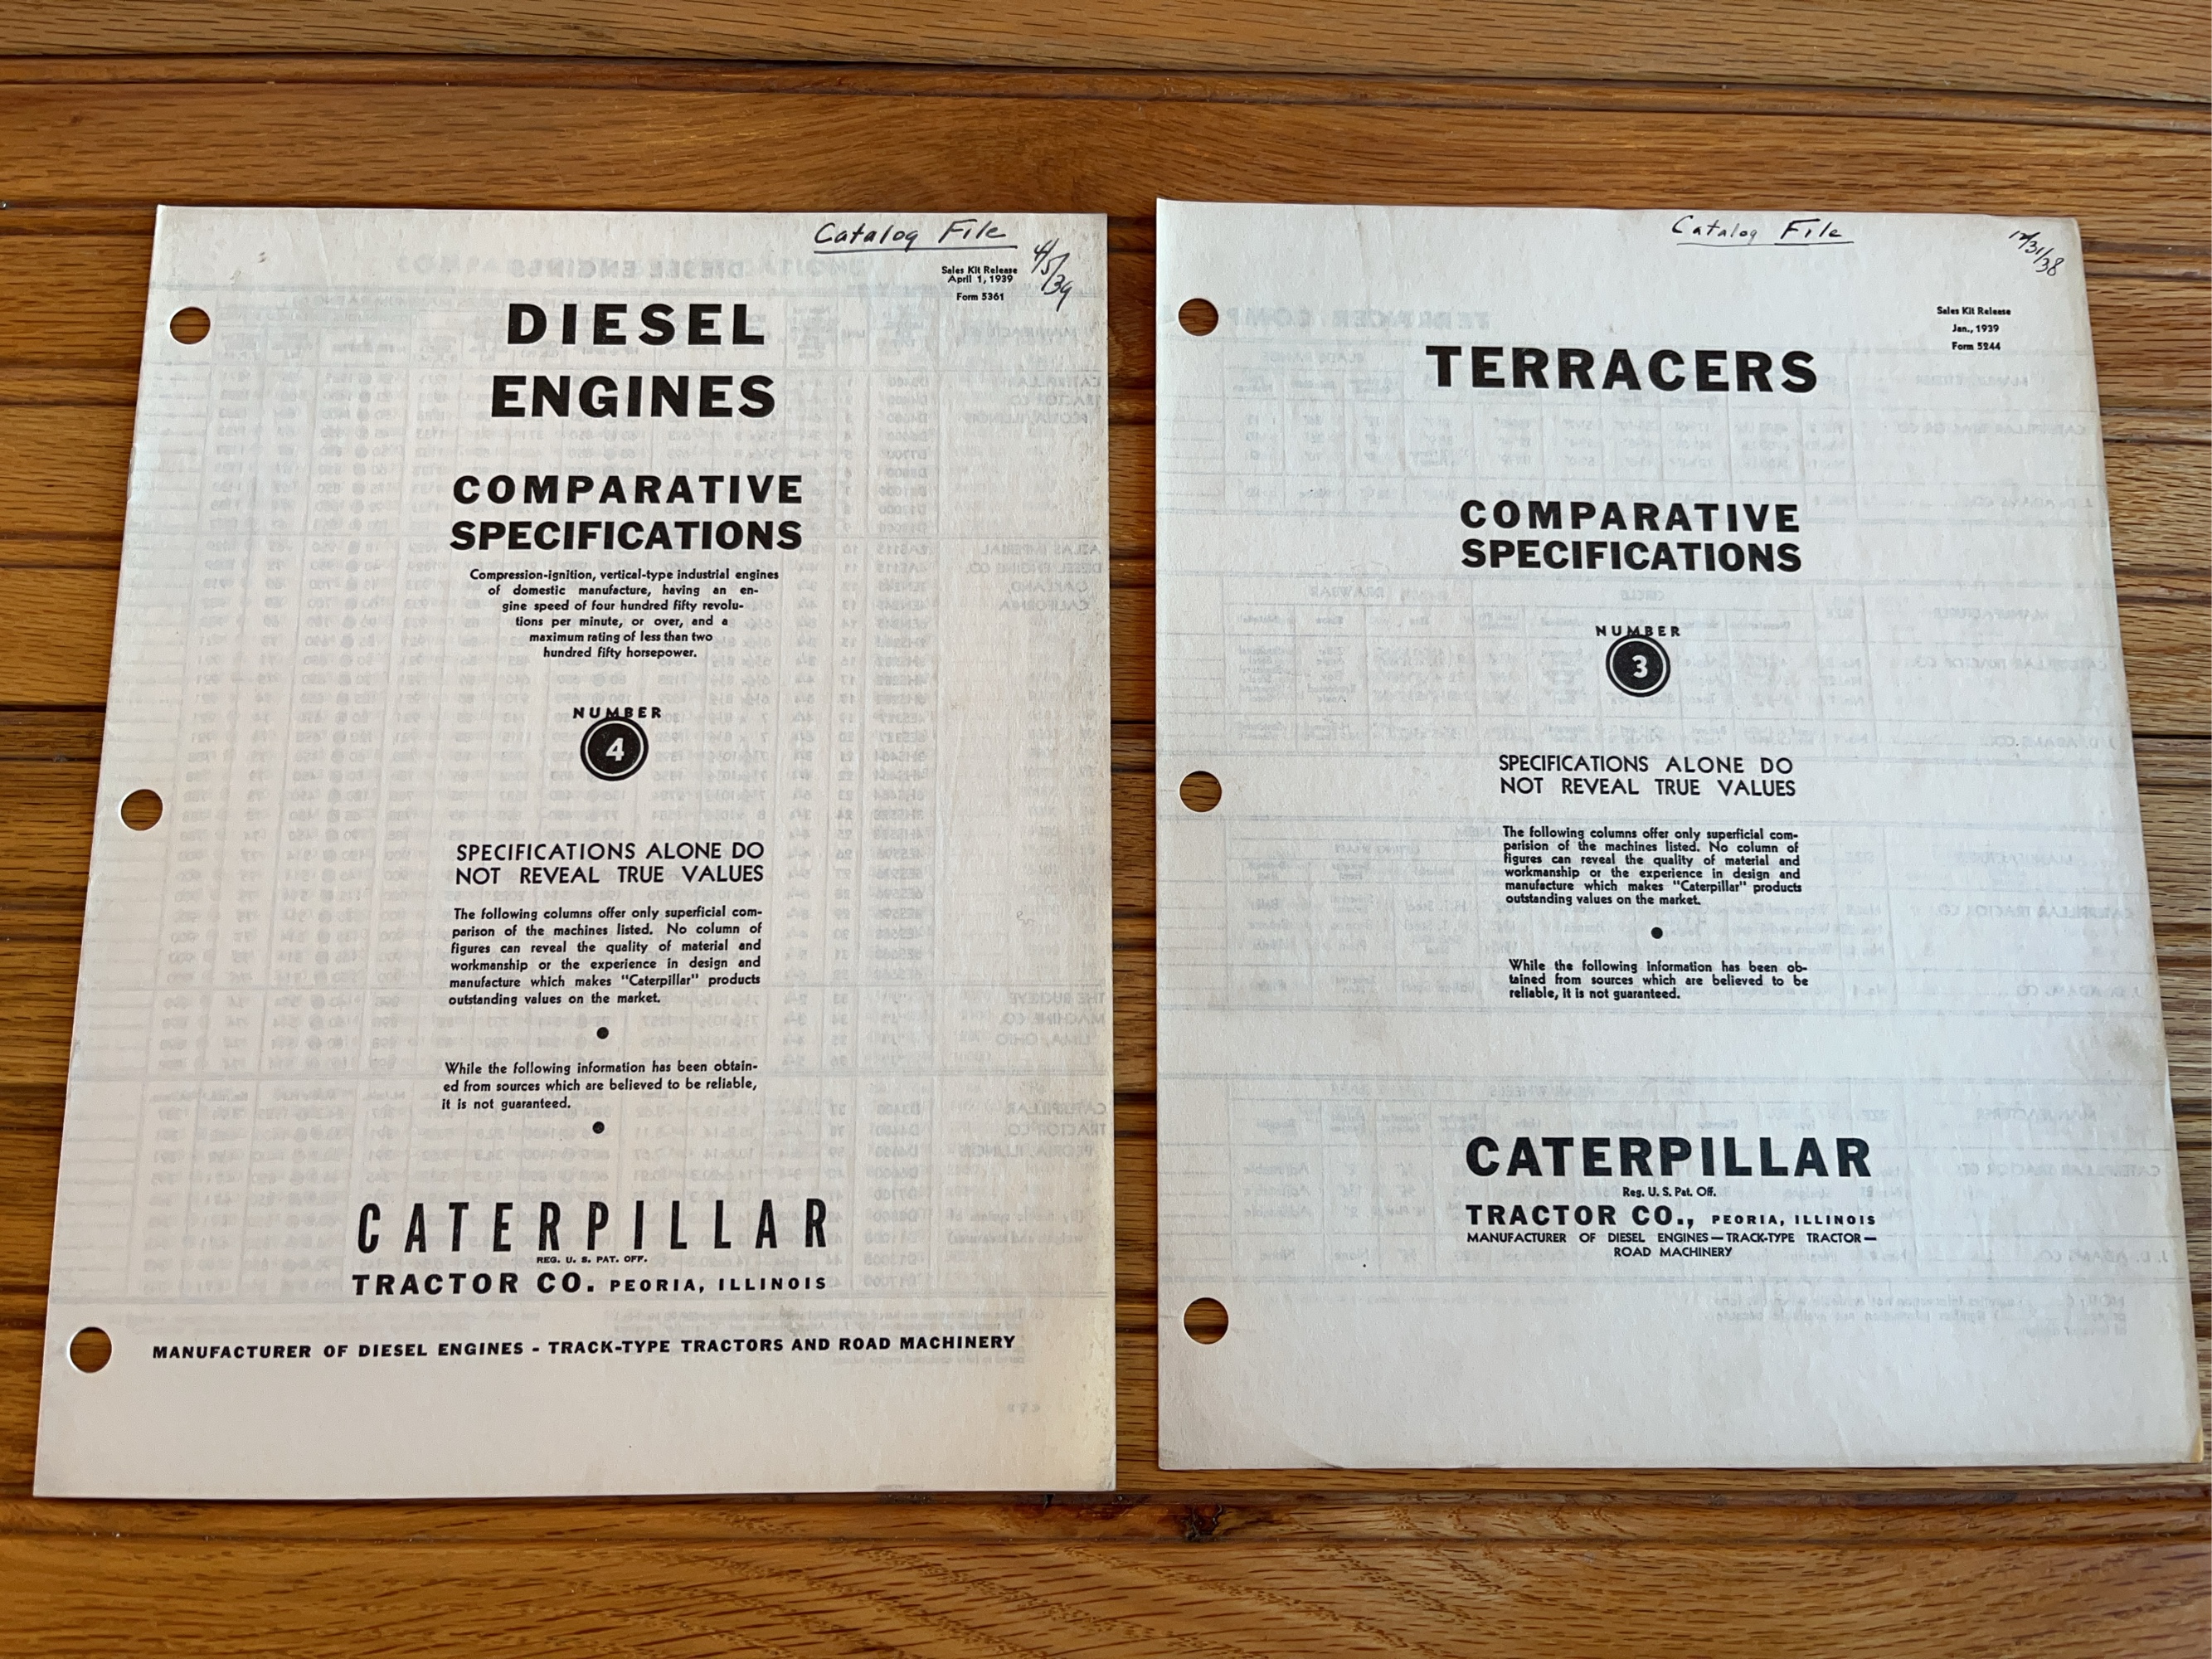 Catalog File
4/5/39
Sales Kit Release
April 1, 1939
Form 5361
DIESEL
ENGINES
COMPARATIVE
SPECIFICATIONS
Compression-ignition, vertical-type industrial engines
of domestic manufacture, having an en-
gine speed of four hundred fifty revolu-
tions per minute, or over, and a
maximum rating of less than two
hundred fifty horsepower.
NUMBER
4
SPECIFICATIONS ALONE DO
NOT REVEAL TRUE VALUES
The following columns offer only superficial com-
parison of the machines listed. No column of
figures can reveal the quality of material and
workmanship or the experience in design and
manufacture which makes "Caterpillar" products
outstanding values on the market.
While the following information has been obtain-
ed from sources which are believed to be reliable,
it is not guaranteed.
CATERPILLAR
REG. U. S. PAT. OFF.
TRACTOR CO. PEORIA, ILLINOIS
MANUFACTURER OF DIESEL ENGINES - TRACK-TYPE TRACTORS AND ROAD MACHINERY
Catalog File
12/31/38
Sales Kit Release
Jan., 1939
Form 5244
TERRACERS
COMPARATIVE
SPECIFICATIONS
NUMBER
3
SPECIFICATIONS ALONE DO
NOT REVEAL TRUE VALUES
The following columns offer only superficial com-
parision of the machines listed. No column of
figures can reveal the quality of material and
workmanship or the experience in design and
manufacture which makes "Caterpillar" products
outstanding values on the market.
While the following information has been ob-
tained from sources which are believed to be
reliable, it is not guaranteed.
CATERPILLAR
Reg. U. S. Pat. Off.
TRACTOR CO., PEORIA, ILLINOIS
MANUFACTURER OF DIESEL ENGINES—TRACK-TYPE TRACTOR—
ROAD MACHINERY